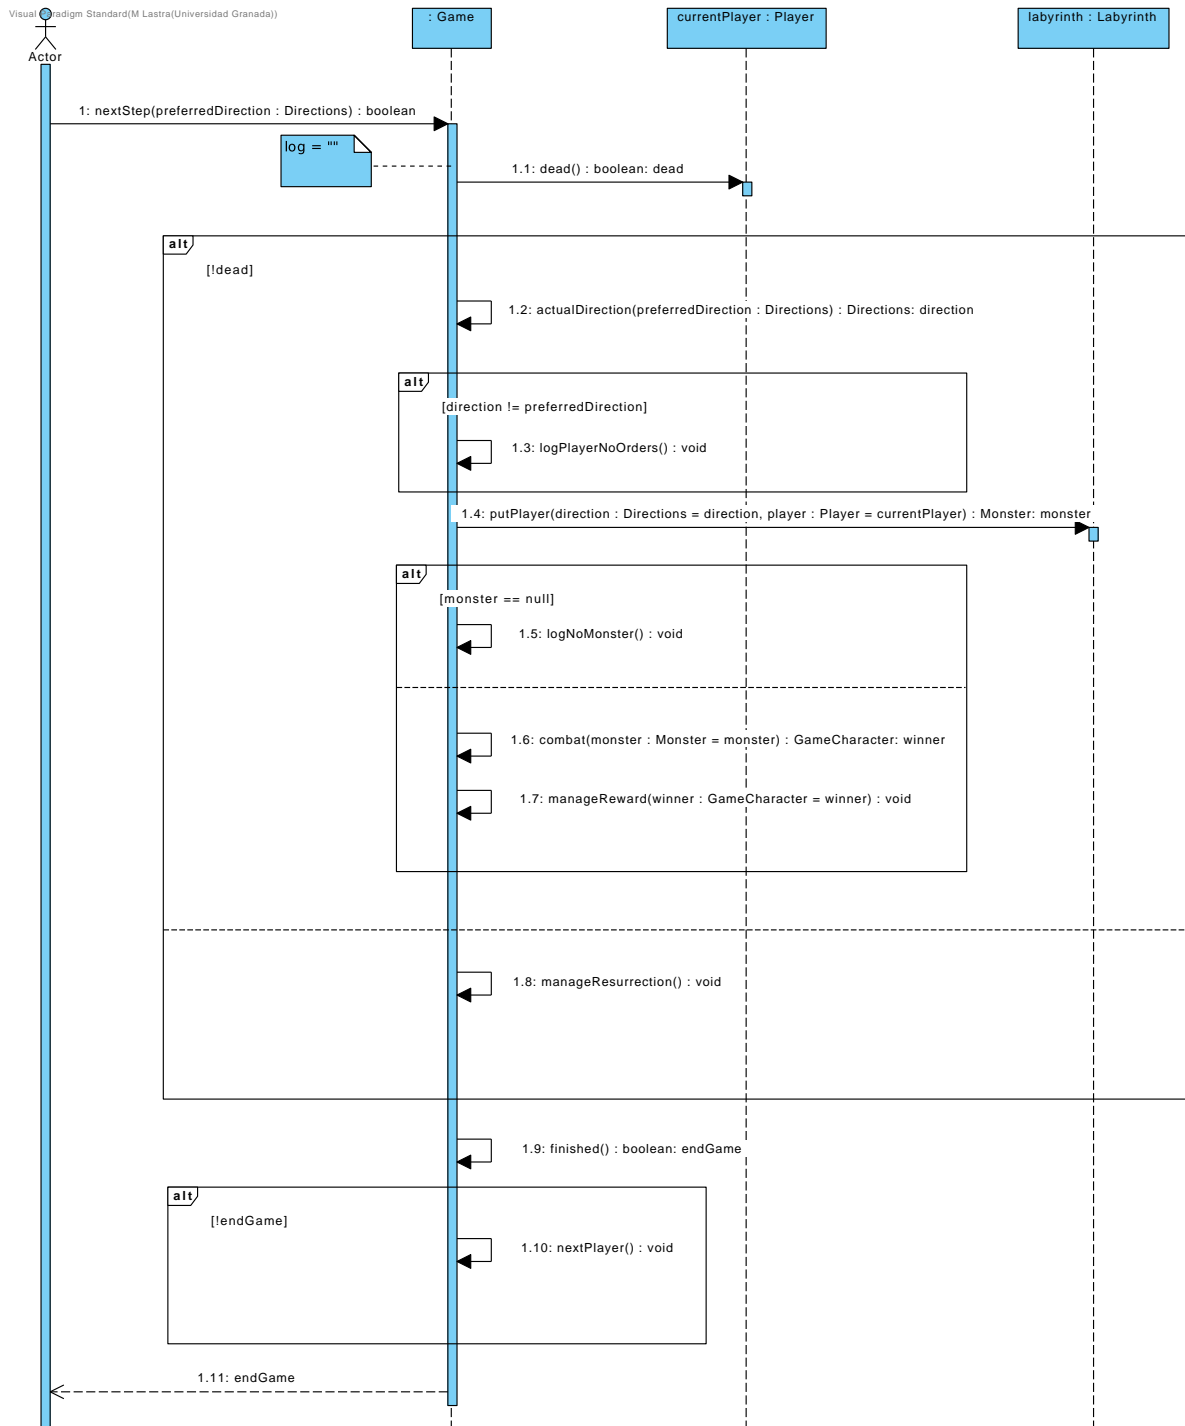 Visual Paradigm Standard(M Lastra(Universidad Granada))
Actor
: Game
currentPlayer : Player
labyrinth : Labyrinth
1: nextStep(preferredDirection : Directions) : boolean
log = ""
1.1: dead() : boolean: dead
alt
[!dead]
1.2: actualDirection(preferredDirection : Directions) : Directions: direction
alt
[direction != preferredDirection]
1.3: logPlayerNoOrders() : void
1.4: putPlayer(direction : Directions = direction, player : Player = currentPlayer) : Monster: monster
alt
[monster == null]
1.5: logNoMonster() : void
1.6: combat(monster : Monster = monster) : GameCharacter: winner
1.7: manageReward(winner : GameCharacter = winner) : void
1.8: manageResurrection() : void
1.9: finished() : boolean: endGame
alt
[!endGame]
1.10: nextPlayer() : void
1.11: endGame